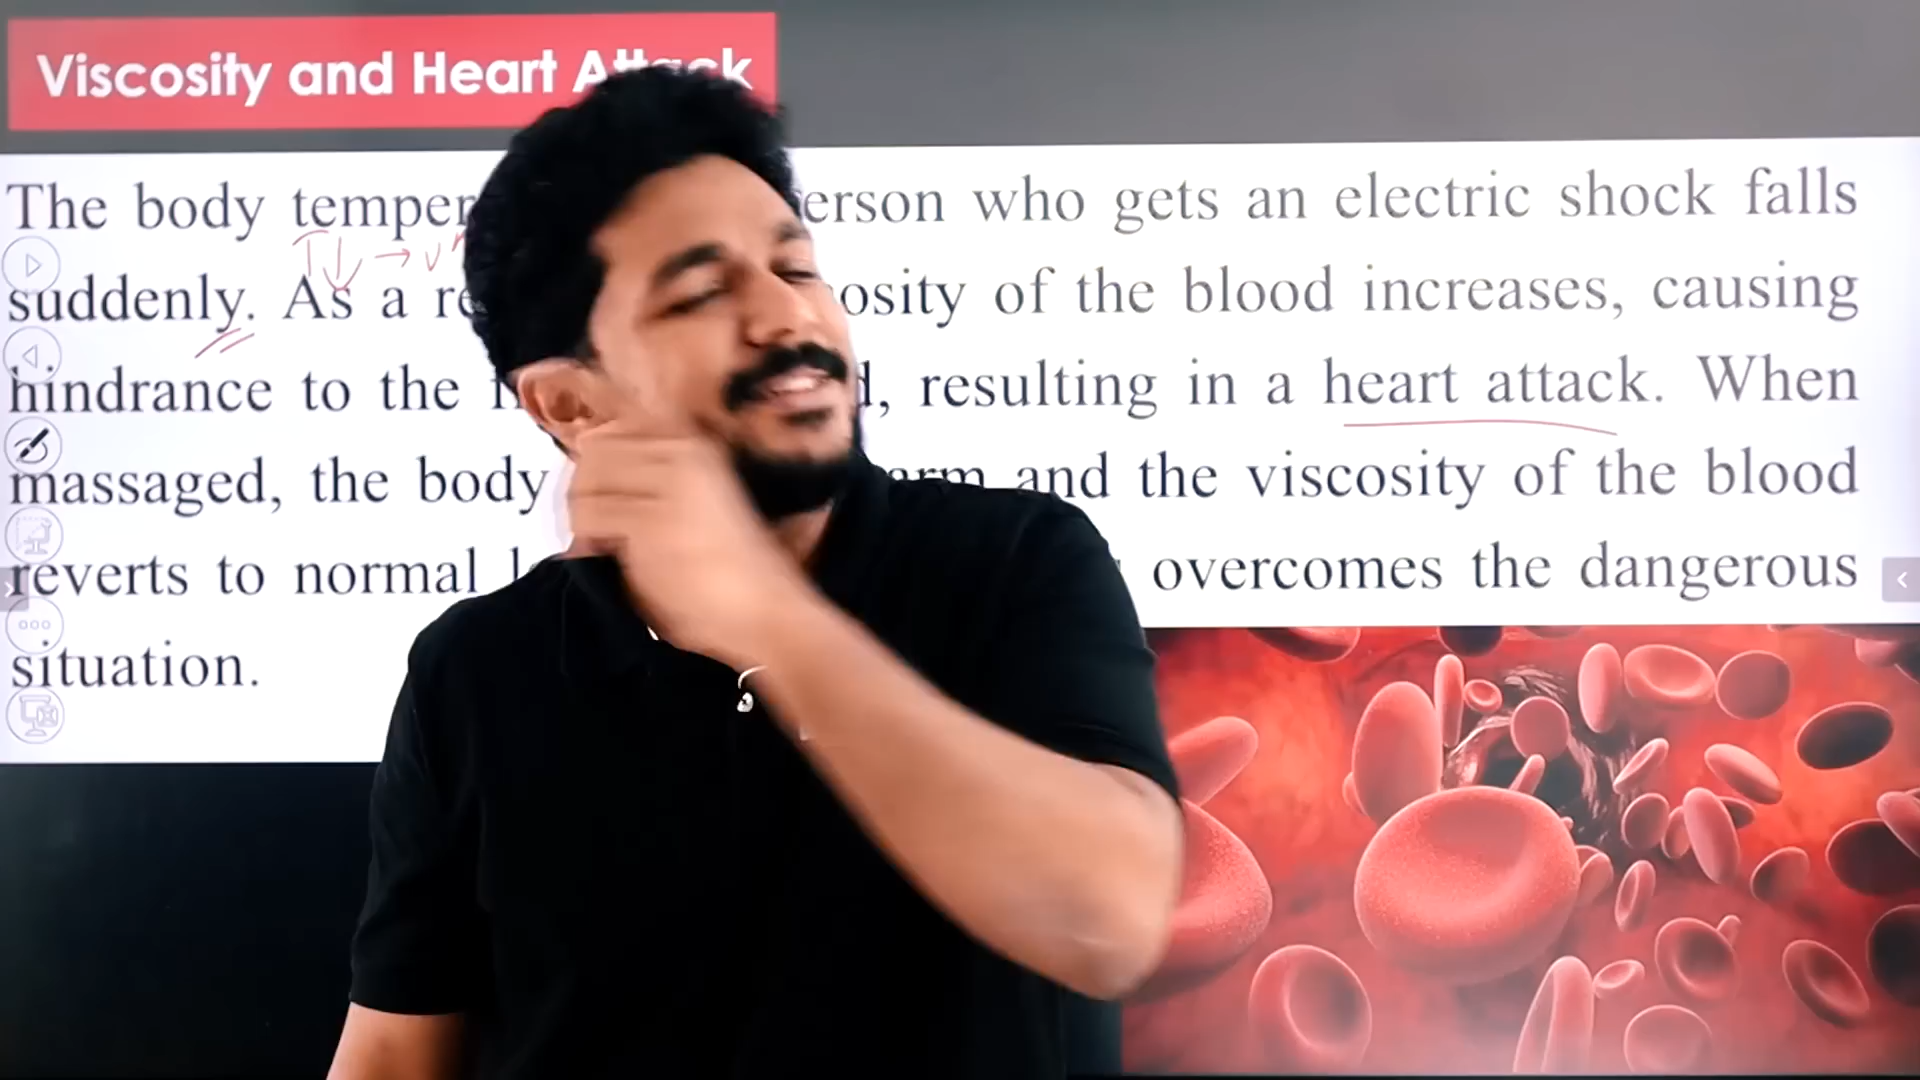 Viscosity and Heart Attack
The body erson who gets an electric shock falls
suddenly. As a osity of the blood increases, causing
hindrance to the resulting in a heart attack. When
massaged, the body and the viscosity of the blood
reverts to normal overcomes the dangerous
situation.